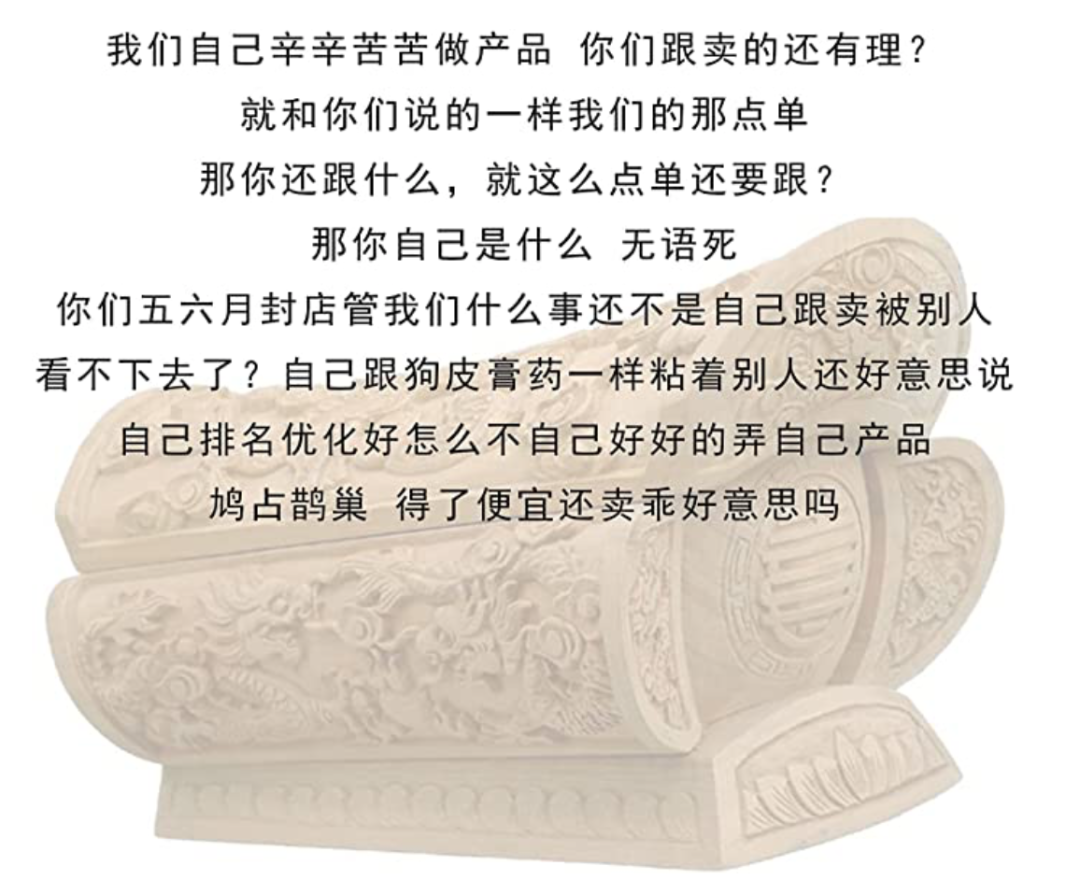 我们自己辛辛苦苦做产品 你们跟卖的还有理？
就和你们说的一样我们的那点单
那你还跟什么，就这么点单还要跟？
那你自己是什么 无语死
你们五六月封店管我们什么事还不是自己跟卖被别人
看不下去了？自己跟狗皮膏药一样粘着别人还好意思说
自己排名优化好怎么不自己好好的弄自己产品
鸠占鹊巢 得了便宜还卖乖好意思吗